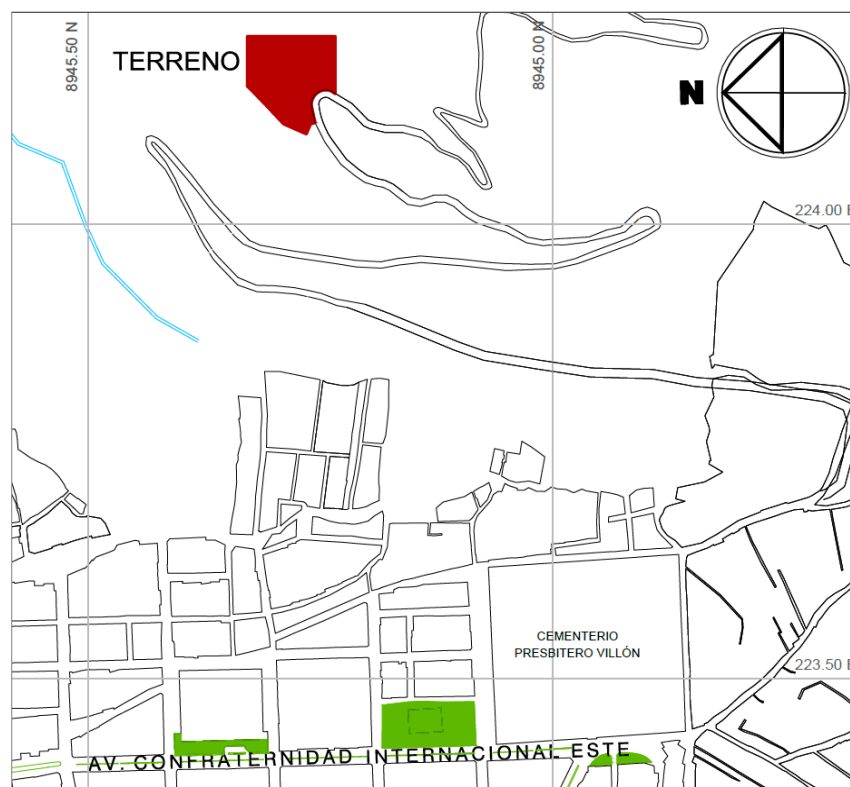 8945.50 N
8945.00 N
TERRENO
N
224.00 E
CEMENTERIO
PRESBITERO VILLÓN
223.50 E
AV. CONFRATERNIDAD INTERNACIONAL ESTE